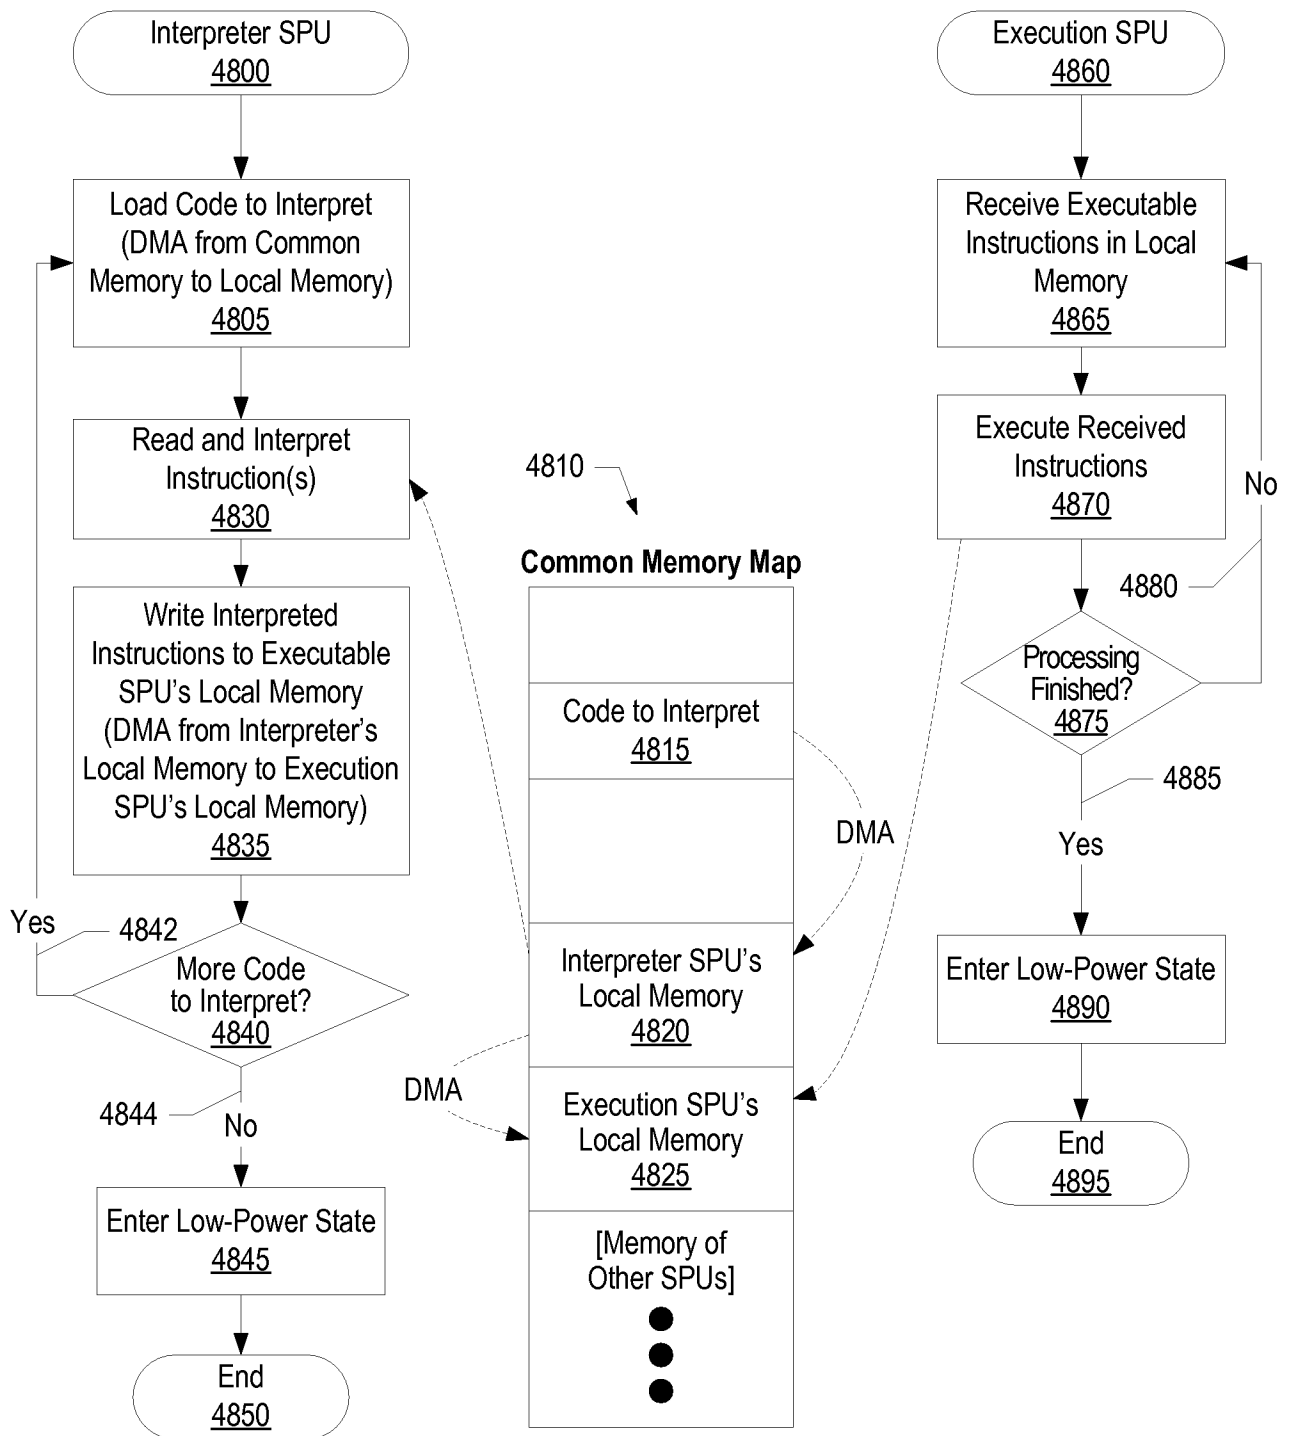 Interpreter SPU
4800
Load Code to Interpret
(DMA from Common
Memory to Local Memory)
4805
Read and Interpret
Instruction(s)
4830
Write Interpreted
Instructions to Executable
SPU's Local Memory
(DMA from Interpreter's
Local Memory to Execution
SPU's Local Memory)
4835
Yes
4842
More Code
to Interpret?
4840
4844
No
Enter Low-Power State
4845
End
4850
4810
Common Memory Map
Code to Interpret
4815
DMA
Interpreter SPU's
Local Memory
4820
DMA
Execution SPU's
Local Memory
4825
[Memory of
Other SPUs]
Execution SPU
4860
Receive Executable
Instructions in Local
Memory
4865
Execute Received
Instructions
4870
No
4880
Processing
Finished?
4875
4885
Yes
Enter Low-Power State
4890
End
4895